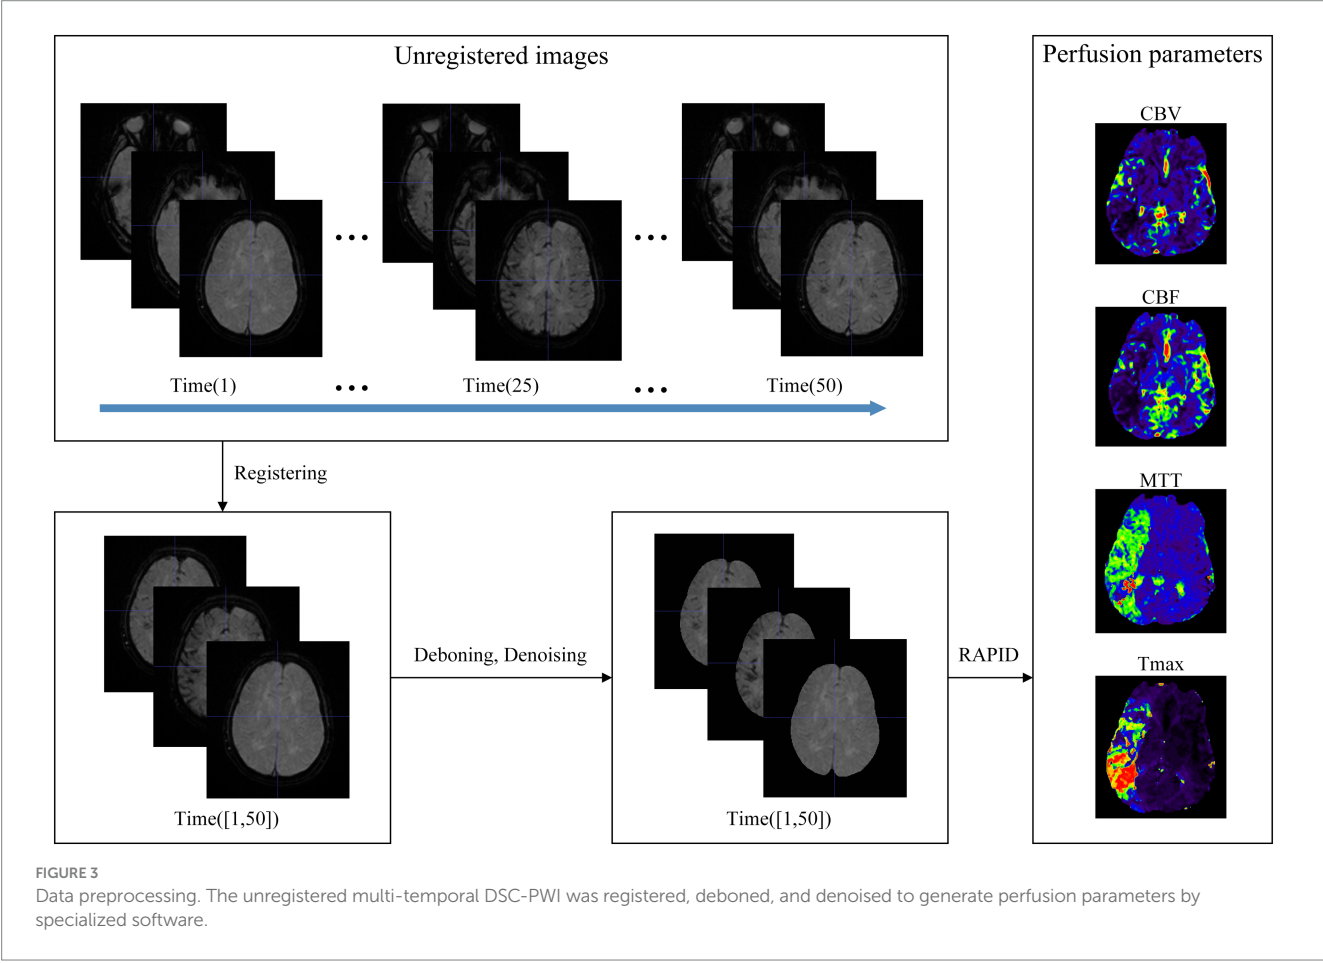 Unregistered images
Time(1)
...
Time(25)
...
Time(50)
Registering
Time([1,50])
Deboning, Denoising
Time([1,50])
RAPID
Perfusion parameters
CBV
CBF
MTT
Tmax
FIGURE 3
Data preprocessing. The unregistered multi-temporal DSC-PWI was registered, deboned, and denoised to generate perfusion parameters by
specialized software.